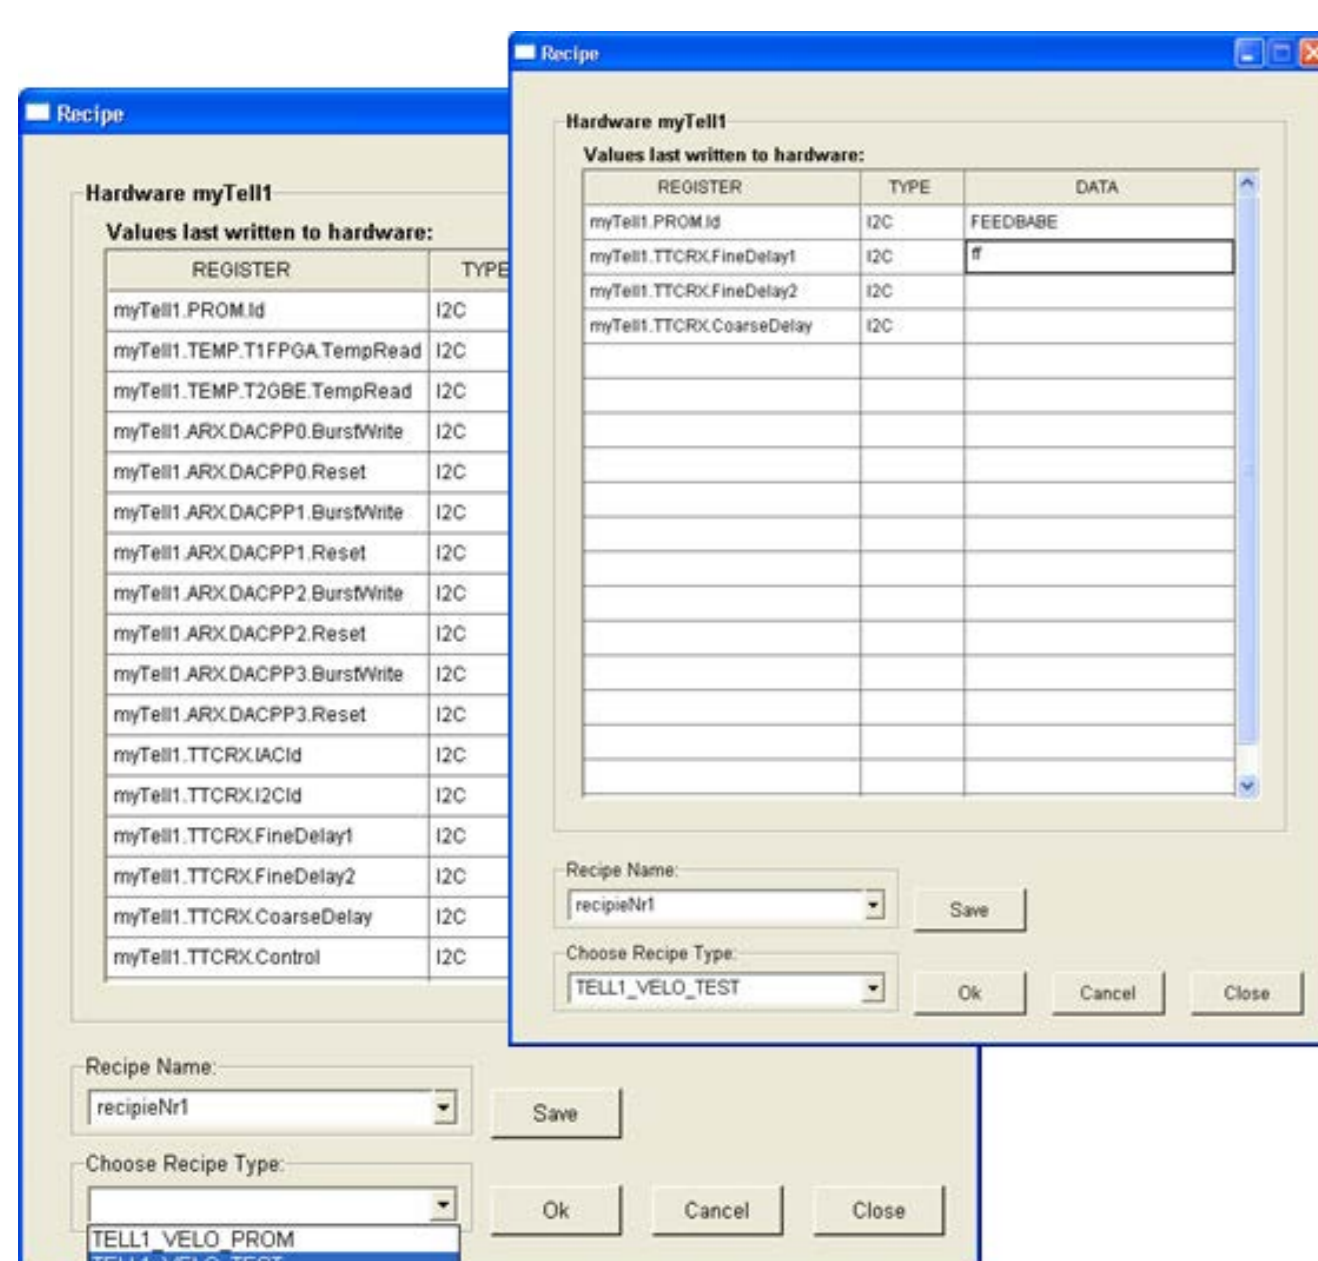 Recipe
Hardware myTell1
Values last written to hardware:
REGISTER TYPE
myTell1.PROM.Id I2C
myTell1.TEMP.T1FPGA.TempRead I2C
myTell1.TEMP.T2GBE.TempRead I2C
myTell1.ARX.DACPP0.BurstWrite I2C
myTell1.ARX.DACPP0.Reset I2C
myTell1.ARX.DACPP1.BurstWrite I2C
myTell1.ARX.DACPP1.Reset I2C
myTell1.ARX.DACPP2.BurstWrite I2C
myTell1.ARX.DACPP2.Reset I2C
myTell1.ARX.DACPP3.BurstWrite I2C
myTell1.ARX.DACPP3.Reset I2C
myTell1.TTCRX.IACId I2C
myTell1.TTCRX.I2CId I2C
myTell1.TTCRX.FineDelay1 I2C
myTell1.TTCRX.FineDelay2 I2C
myTell1.TTCRX.CoarseDelay I2C
myTell1.TTCRX.Control I2C
Recipe Name:
recipieNr1 Save
Choose Recipe Type:
Ok Cancel Close
TELL1_VELO_PROM
TELL1_VELO_TEST
Recipe
Hardware myTell1
Values last written to hardware:
REGISTER TYPE DATA
myTell1.PROM.Id I2C FEEDBABE
myTell1.TTCRX.FineDelay1 I2C ff
myTell1.TTCRX.FineDelay2 I2C
myTell1.TTCRX.CoarseDelay I2C
Recipe Name:
recipieNr1 Save
Choose Recipe Type:
TELL1_VELO_TEST Ok Cancel Close